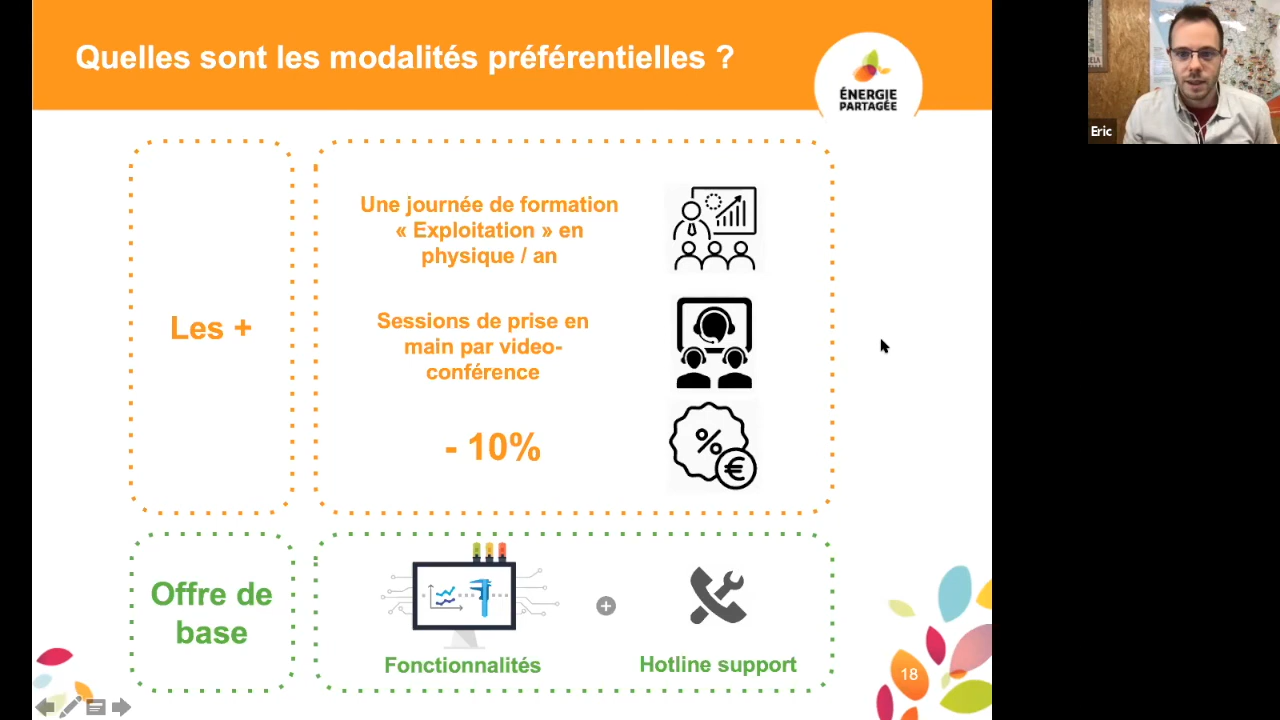 Quelles sont les modalités préférentielles ?
ÉNERGIE
PARTAGÉE
Eric
Une journée de formation
« Exploitation » en
physique / an
Les +
Sessions de prise en
main par video-
conférence
- 10%
Offre de
base
Fonctionnalités
Hotline support
18